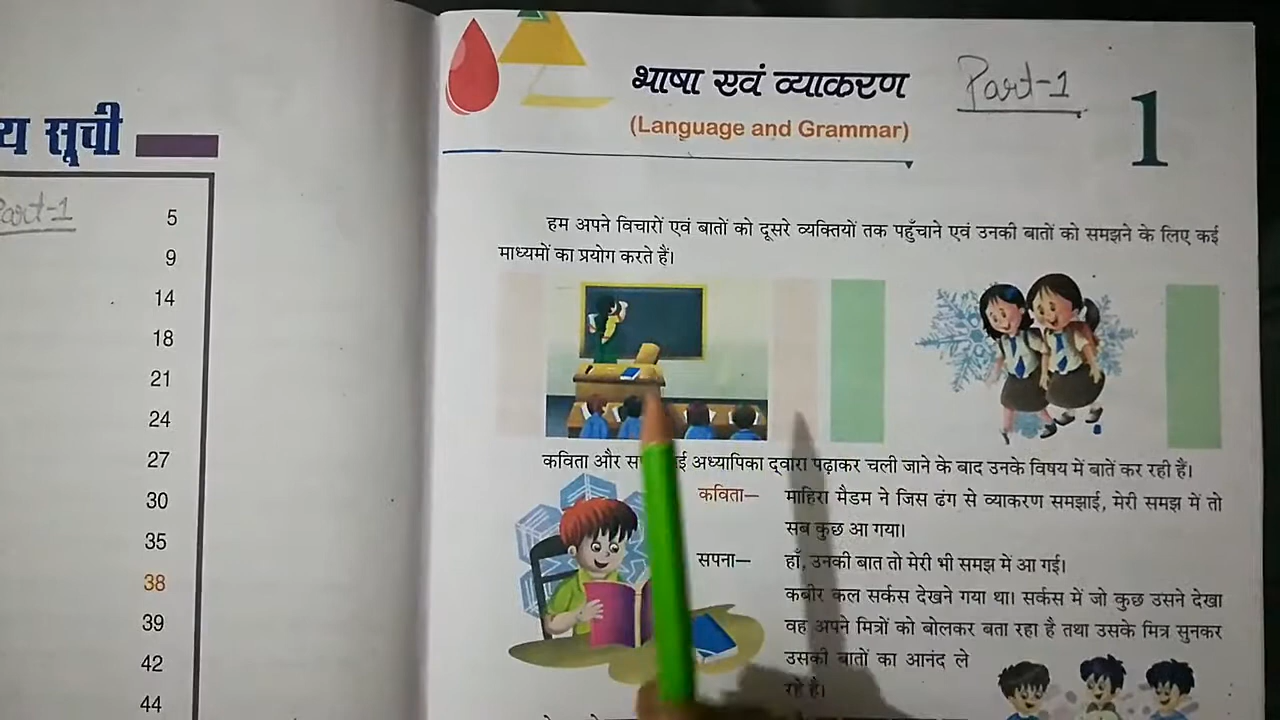 य सूची
Part-1
5
9
14
18
21
24
27
30
35
38
39
42
44
भाषा एवं व्याकरण
Part-1
1
(Language and Grammar)
हम अपने विचारों एवं बातों को दूसरे व्यक्तियों तक पहुँचाने एवं उनकी बातों को समझने के लिए कई
माध्यमों का प्रयोग करते हैं।
कविता और अध्यापिका द्वारा पढ़ाकर चली जाने के बाद उनके विषय में बातें कर रही हैं।
कविता— माहिरा मैडम ने जिस ढंग से व्याकरण समझाई, मेरी समझ में तो
सब कुछ आ गया।
सपना— हाँ, उनकी बात तो मेरी भी समझ में आ गई।
कबीर कल सर्कस देखने गया था। सर्कस में जो कुछ उसने देखा
वह अपने मित्रों को बोलकर बता रहा है तथा उसके मित्र सुनकर
उसकी बातों का आनंद ले
रहे है।